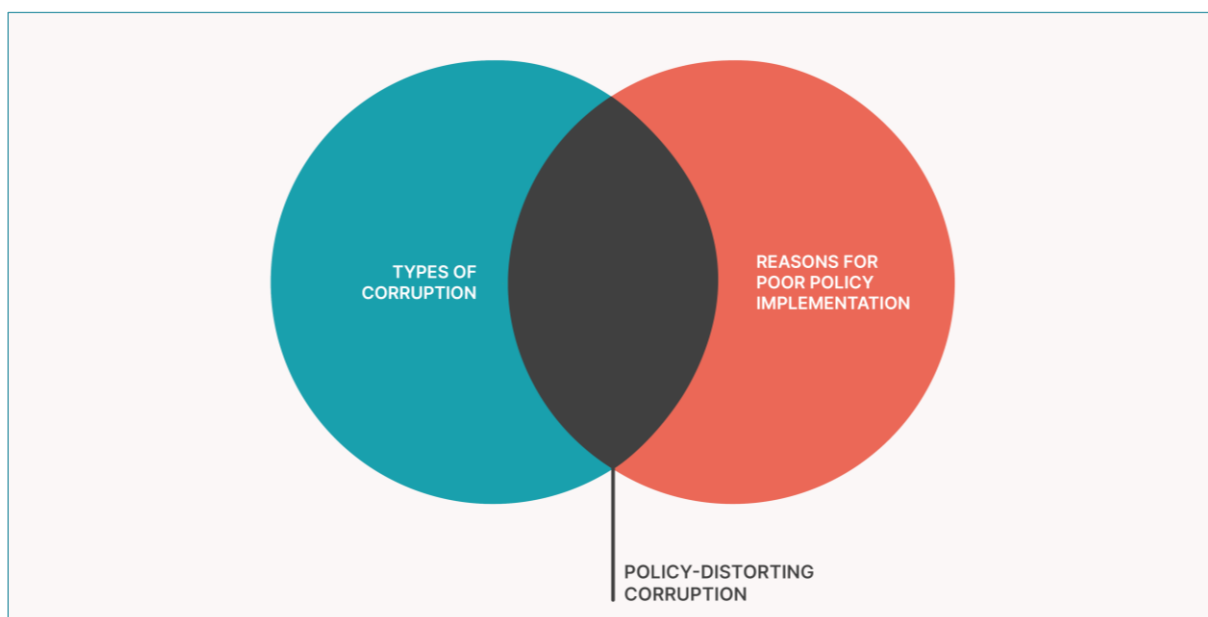 TYPES OF
CORRUPTION
REASONS FOR
POOR POLICY
IMPLEMENTATION
POLICY-DISTORTING
CORRUPTION